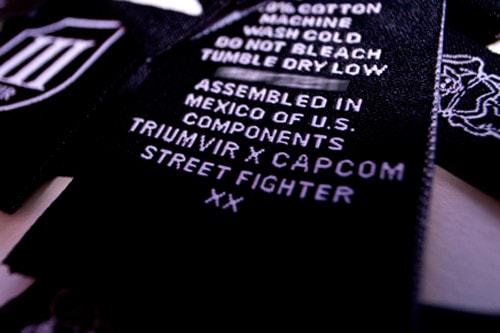 % COTTON
MACHINE
WASH COLD
DO NOT BLEACH
TUMBLE DRY LOW
ASSEMBLED IN
MEXICO OF U.S.
COMPONENTS
TRIUMVIR X CAPCOM
STREET FIGHTER
XX
III